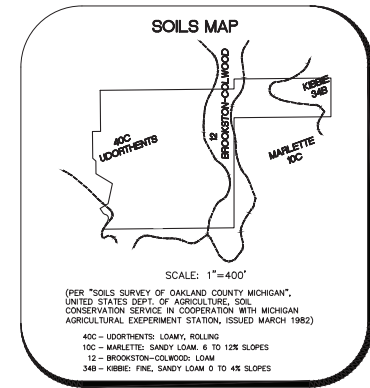 SOILS MAP
BROOKSTON-COLWOOD
12
KIBBIE
34B
40C
UDORTHENTS
MARLETTE
10C
SCALE: 1"=400'
(PER "SOILS SURVEY OF OAKLAND COUNTY MICHIGAN",
UNITED STATES DEPT. OF AGRICULTURE, SOIL
CONSERVATION SERVICE IN COOPERATION WITH MICHIGAN
AGRICULTURAL EXEPERIMENT STATION, ISSUED MARCH 1982)
40C - UDORTHENTS: LOAMY, ROLLING
10C - MARLETTE: SANDY LOAM. 6 TO 12% SLOPES
12 - BROOKSTON-COLWOOD: LOAM
34B - KIBBIE: FINE, SANDY LOAM 0 TO 4% SLOPES